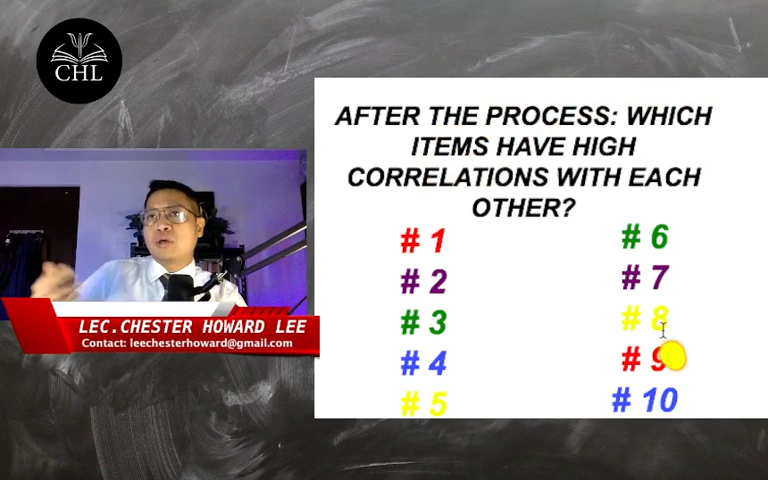 CHL
AFTER THE PROCESS: WHICH
ITEMS HAVE HIGH
CORRELATIONS WITH EACH
OTHER?
# 1
# 2
# 3
# 4
# 5
# 6
# 7
# 8
# 9
# 10
LEC.CHESTER HOWARD LEE
Contact: leechesterhoward@gmail.com